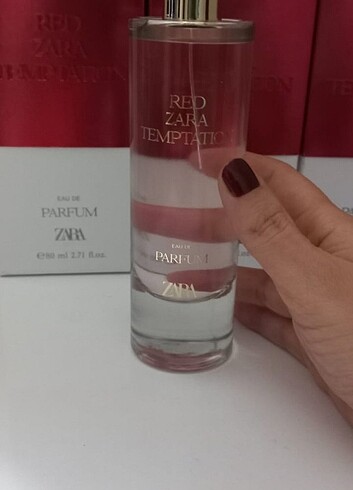 RED
ZARA
TEMPTATION
EAU DE
PARFUM
ZARA
℮80 ml 2.71 fl.oz.
RED
ZARA
TEMPTATIO
EAU DE
PARFUM
ZARA